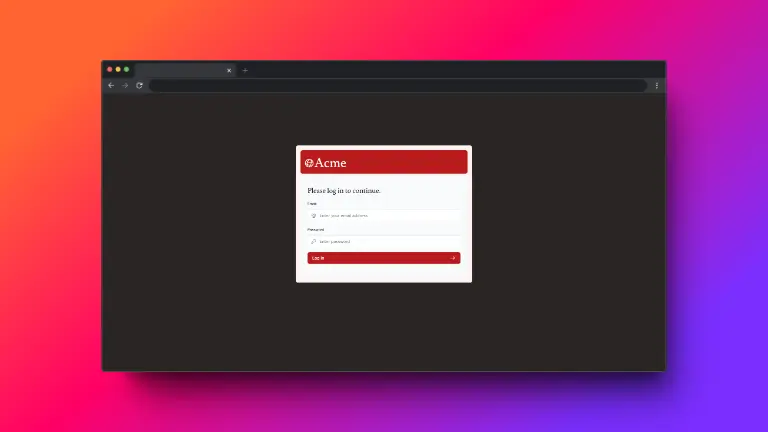 Acme
Please log in to continue.
Email
Enter your email address
Password
Enter password
Log in